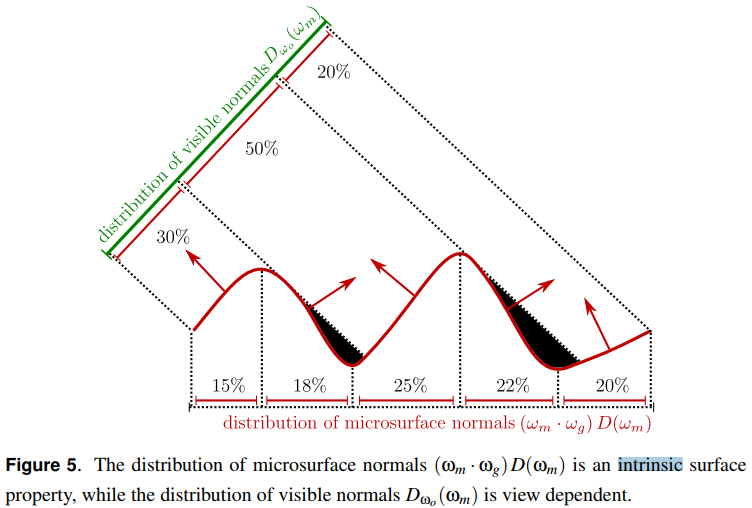 distribution of visible normals D_{ω_o}(ω_m)
20%
50%
30%
15%
18%
25%
22%
20%
distribution of microsurface normals (ω_m · ω_g) D(ω_m)
Figure 5. The distribution of microsurface normals (ω_m · ω_g) D(ω_m) is an intrinsic surface
property, while the distribution of visible normals D_{ω_o}(ω_m) is view dependent.